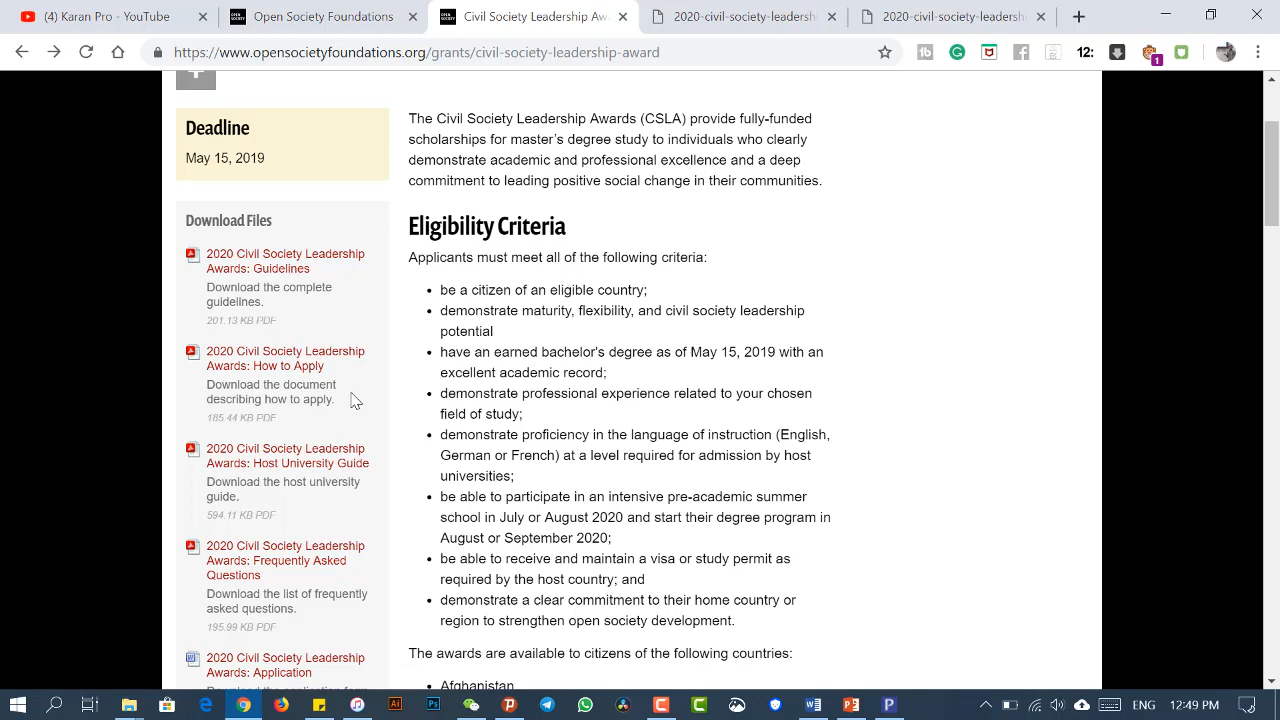 (4) Karan Pro - YouTube
OPEN SOCIETY
OPEN SOCIETY
Civil Society Leadership Awa
2020-civil-society-foundations
2020-civil-society-leadersh
https://www.opensocietyfoundations.org/grants/civil-society-leadership-award
12:
1
Deadline
May 15, 2019
Download Files
2020 Civil Society Leadership
Awards: Guidelines
Download the complete
guidelines.
201.13 KB PDF
2020 Civil Society Leadership
Awards: How to Apply
Download the document
describing how to apply.
185.44 KB PDF
2020 Civil Society Leadership
Awards: Host University Guide
Download the host university
guide.
594.11 KB PDF
2020 Civil Society Leadership
Awards: Frequently Asked
Questions
Download the list of frequently
asked questions.
195.99 KB PDF
2020 Civil Society Leadership
Awards: Application
The Civil Society Leadership Awards (CSLA) provide fully-funded
scholarships for master's degree study to individuals who clearly
demonstrate academic and professional excellence and a deep
commitment to leading positive social change in their communities.
Eligibility Criteria
Applicants must meet all of the following criteria:
• be a citizen of an eligible country;
• demonstrate maturity, flexibility, and civil society leadership
potential
• have an earned bachelor's degree as of May 15, 2019 with an
excellent academic record;
• demonstrate professional experience related to your chosen
field of study;
• demonstrate proficiency in the language of instruction (English,
German or French) at a level required for admission by host
universities;
• be able to participate in an intensive pre-academic summer
school in July or August 2020 and start their degree program in
August or September 2020;
• be able to receive and maintain a visa or study permit as
required by the host country; and
• demonstrate a clear commitment to their home country or
region to strengthen open society development.
The awards are available to citizens of the following countries:
• Afghanistan
ENG
12:49 PM